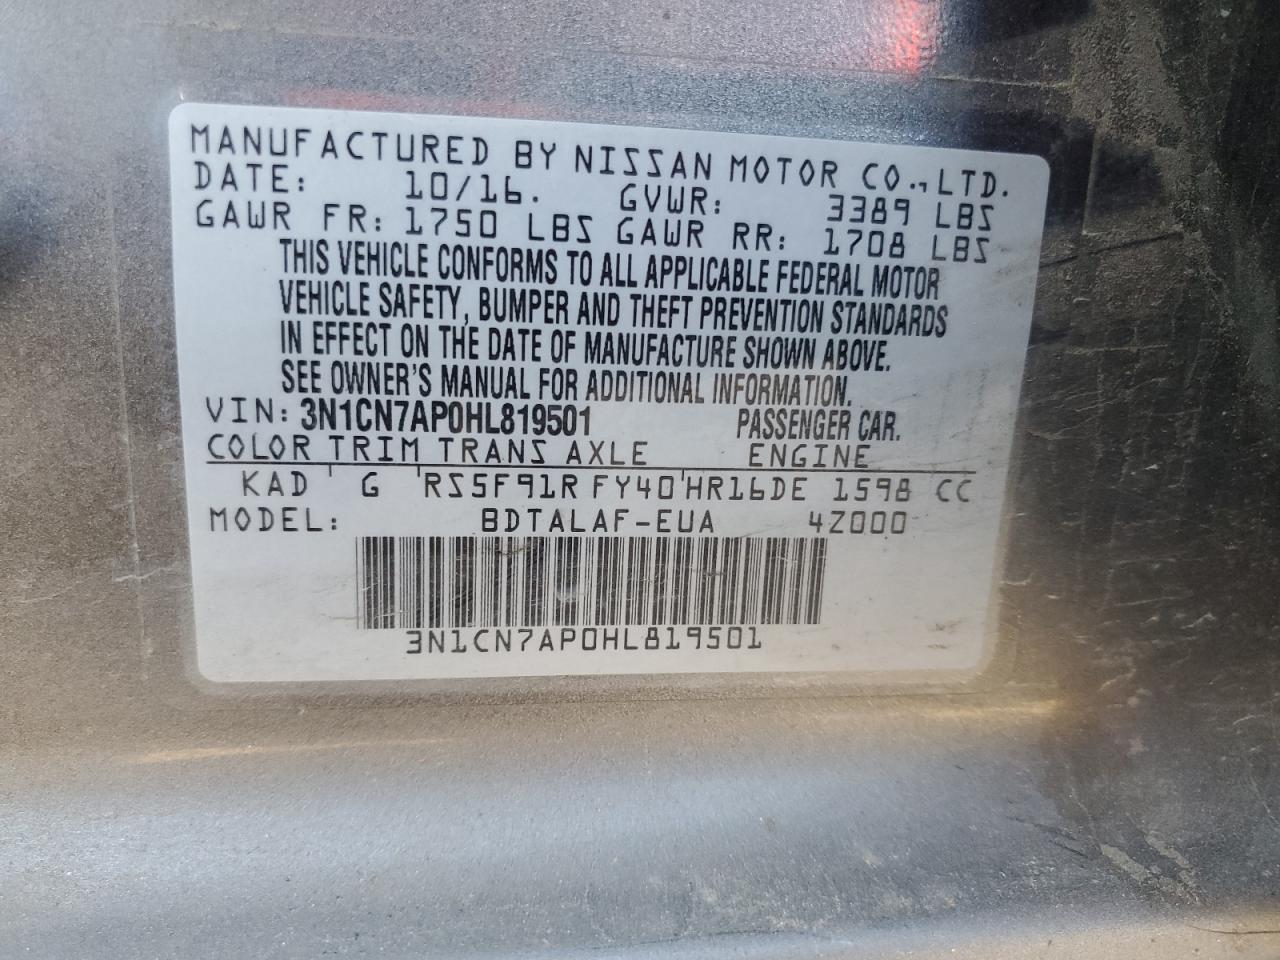 MANUFACTURED BY NISSAN MOTOR CO., LTD.
DATE: 10/16. GVWR: 3389 LBS
GAWR FR: 1750 LBS GAWR RR: 1708 LBS
THIS VEHICLE CONFORMS TO ALL APPLICABLE FEDERAL MOTOR
VEHICLE SAFETY, BUMPER AND THEFT PREVENTION STANDARDS
IN EFFECT ON THE DATE OF MANUFACTURE SHOWN ABOVE.
SEE OWNER'S MANUAL FOR ADDITIONAL INFORMATION.
VIN: 3N1CN7AP0HL819501 PASSENGER CAR.
COLOR TRIM TRANS AXLE ENGINE
KAD G RS5F91R FY40 HR16DE 1598 CC
MODEL: BDTALAF-EUA 4Z000
3N1CN7AP0HL819501